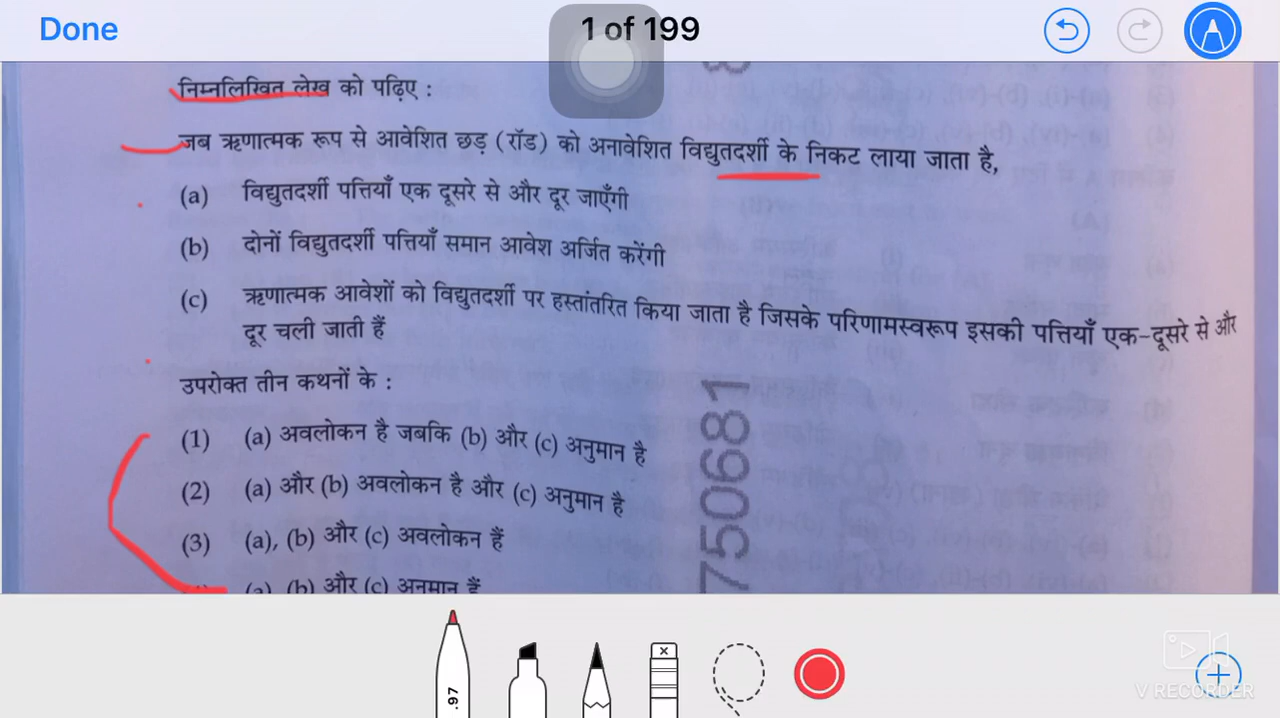 Done
1 of 199
निम्नलिखित लेख को पढ़िए :
जब ऋणात्मक रूप से आवेशित छड़ (रॉड) को अनावेशित विद्युतदर्शी के निकट लाया जाता है,
(a) विद्युतदर्शी पत्तियाँ एक दूसरे से और दूर जाएँगी
(b) दोनों विद्युतदर्शी पत्तियाँ समान आवेश अर्जित करेंगी
(c) ऋणात्मक आवेशों को विद्युतदर्शी पर हस्तांतरित किया जाता है जिसके परिणामस्वरूप इसकी पत्तियाँ एक-दूसरे से और
दूर चली जाती हैं
उपरोक्त तीन कथनों के :
(1) (a) अवलोकन है जबकि (b) और (c) अनुमान है
(2) (a) और (b) अवलोकन है और (c) अनुमान है
(3) (a), (b) और (c) अवलोकन हैं
(a), (b) और (c) अनुमान हैं
750681
.97
V RECORDER